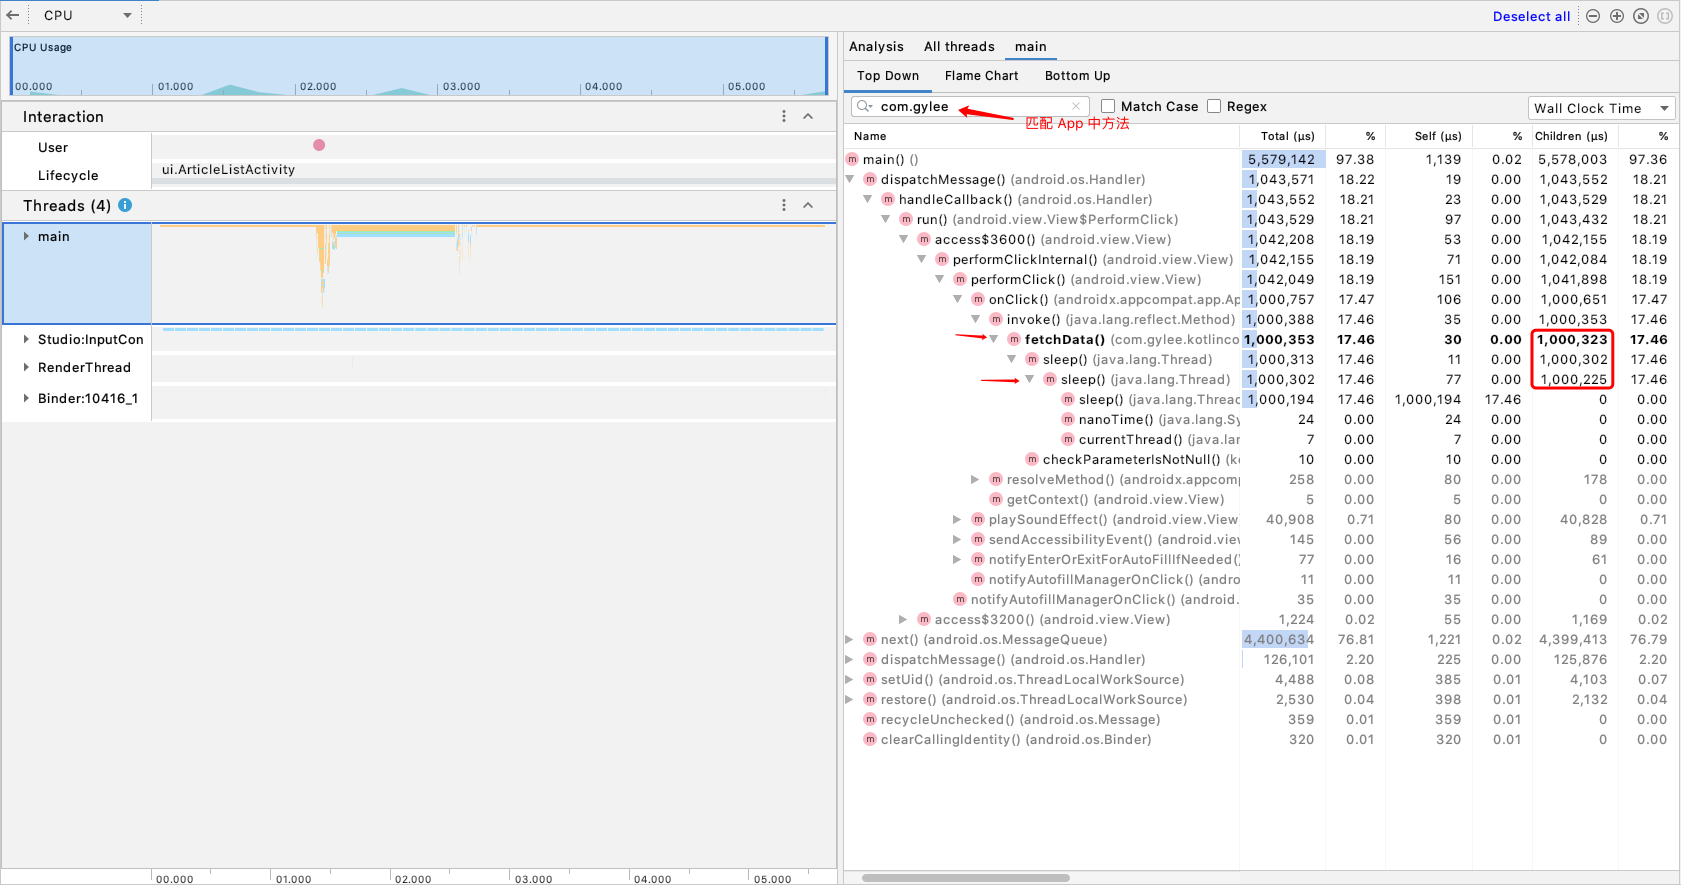 CPU
Deselect all
CPU Usage
00.000 01.000 02.000 03.000 04.000 05.000
Interaction
User
Lifecycle ui.ArticleListActivity
Threads (4)
main
Studio:InputCon
RenderThread
Binder:10416_1
00.000 01.000 02.000 03.000 04.000 05.000
Analysis All threads main
Top Down Flame Chart Bottom Up
com.gylee Match Case Regex Wall Clock Time
匹配 App 中方法
Name Total (μs) % Self (μs) % Children (μs) %
m main() () 5,579,142 97.38 1,139 0.02 5,578,003 97.36
m dispatchMessage() (android.os.Handler) 1,043,571 18.22 19 0.00 1,043,552 18.21
m handleCallback() (android.os.Handler) 1,043,552 18.21 23 0.00 1,043,529 18.21
m run() (android.view.View$PerformClick) 1,043,529 18.21 97 0.00 1,043,432 18.21
m access$3600() (android.view.View) 1,042,208 18.19 53 0.00 1,042,155 18.19
m performClickInternal() (android.view.View) 1,042,155 18.19 71 0.00 1,042,084 18.19
m performClick() (android.view.View) 1,042,049 18.19 151 0.00 1,041,898 18.19
m onClick() (androidx.appcompat.app.Ap 1,000,757 17.47 106 0.00 1,000,651 17.47
m invoke() (java.lang.reflect.Method) 1,000,388 17.46 35 0.00 1,000,353 17.46
m fetchData() (com.gylee.kotlinco 1,000,353 17.46 30 0.00 1,000,323 17.46
m sleep() (java.lang.Thread) 1,000,313 17.46 11 0.00 1,000,302 17.46
m sleep() (java.lang.Thread) 1,000,302 17.46 77 0.00 1,000,225 17.46
m sleep() (java.lang.Threac 1,000,194 17.46 1,000,194 17.46 0 0.00
m nanoTime() (java.lang.Sy 24 0.00 24 0.00 0 0.00
m currentThread() (java.lar 7 0.00 7 0.00 0 0.00
m checkParameterIsNotNull() (k 10 0.00 10 0.00 0 0.00
m resolveMethod() (androidx.appcomp 258 0.00 80 0.00 178 0.00
m getContext() (android.view.View) 5 0.00 5 0.00 0 0.00
m playSoundEffect() (android.view.View 40,908 0.71 80 0.00 40,828 0.71
m sendAccessibilityEvent() (android.vie 145 0.00 56 0.00 89 0.00
m notifyEnterOrExitForAutoFillIfNeeded() 77 0.00 16 0.00 61 0.00
m notifyAutofillManagerOnClick() (andro 11 0.00 11 0.00 0 0.00
m notifyAutofillManagerOnClick() (android. 35 0.00 35 0.00 0 0.00
m access$3200() (android.view.View) 1,224 0.02 55 0.00 1,169 0.02
m next() (android.os.MessageQueue) 4,400,634 76.81 1,221 0.02 4,399,413 76.79
m dispatchMessage() (android.os.Handler) 126,101 2.20 225 0.00 125,876 2.20
m setUid() (android.os.ThreadLocalWorkSource) 4,488 0.08 385 0.01 4,103 0.07
m restore() (android.os.ThreadLocalWorkSource) 2,530 0.04 398 0.01 2,132 0.04
m recycleUnchecked() (android.os.Message) 359 0.01 359 0.01 0 0.00
m clearCallingIdentity() (android.os.Binder) 320 0.01 320 0.01 0 0.00